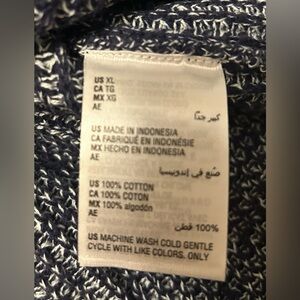 US XL
CA TG
MX XG
AE
كبير جدًا
US MADE IN INDONESIA
CA FABRIQUÉ EN INDONÉSIE
MX HECHO EN INDONESIA
AE
صنع في إندونيسيا
US 100% COTTON
CA 100% COTON
MX 100% algodón
AE
100% قطن
US MACHINE WASH COLD GENTLE
CYCLE WITH LIKE COLORS. ONLY